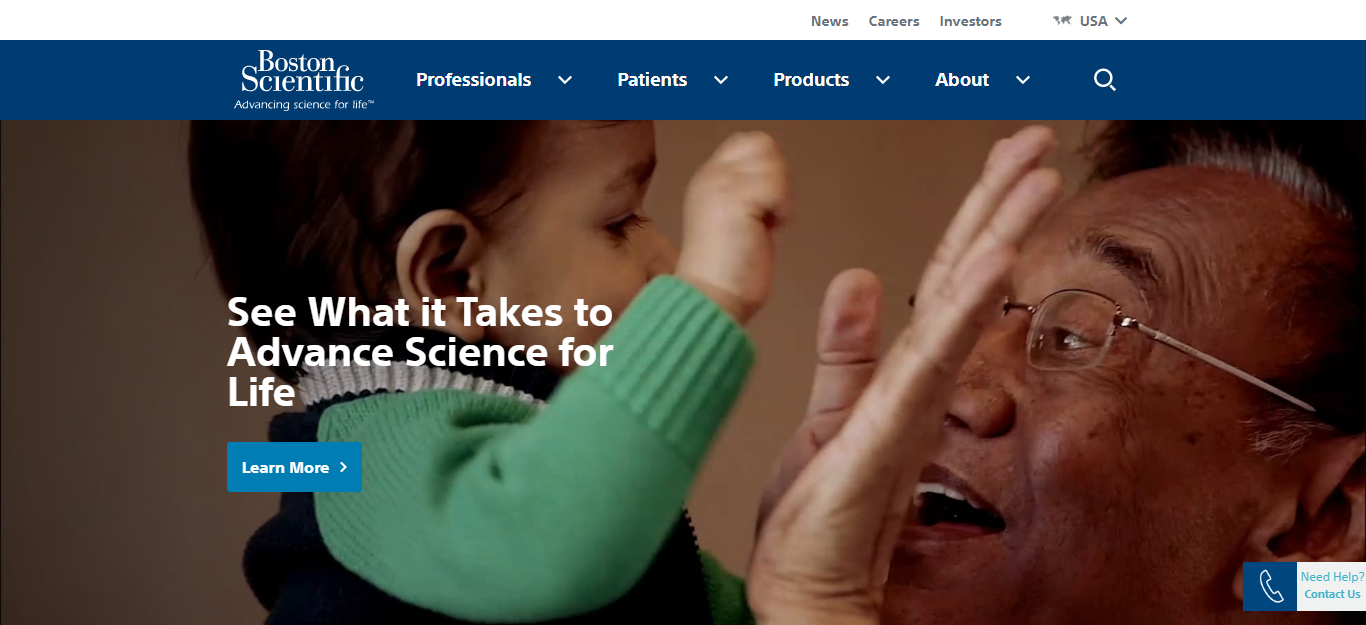 News Careers Investors USA
Boston
Scientific
Advancing science for life™
Professionals Patients Products About
See What it Takes to
Advance Science for
Life
Learn More
Need Help?
Contact Us